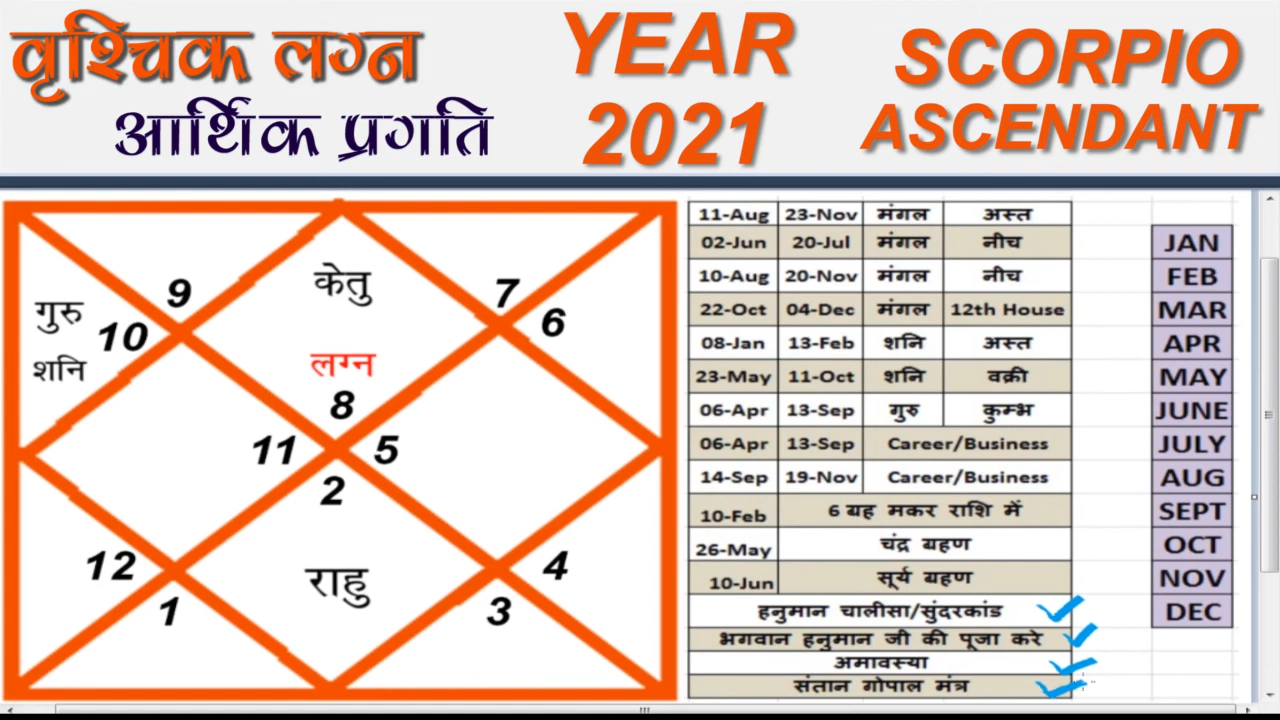 वृश्चिक लग्न
आर्थिक प्रगति
YEAR
2021
SCORPIO
ASCENDANT
केतु
9
7
गुरु
10
6
शनि
लग्न
8
11
5
2
12
4
राहु
1
3
11-Aug 23-Nov मंगल अस्त
02-Jun 20-Jul मंगल नीच
10-Aug 20-Nov मंगल नीच
22-Oct 04-Dec मंगल 12th House
08-Jan 13-Feb शनि अस्त
23-May 11-Oct शनि वक्री
06-Apr 13-Sep गुरु कुम्भ
06-Apr 13-Sep Career/Business
14-Sep 19-Nov Career/Business
10-Feb 6 ग्रह मकर राशि में
26-May चंद्र ग्रहण
10-Jun सूर्य ग्रहण
हनुमान चालीसा/सुंदरकांड
भगवान हनुमान जी की पूजा करे
अमावस्या
संतान गोपाल मंत्र
JAN
FEB
MAR
APR
MAY
JUNE
JULY
AUG
SEPT
OCT
NOV
DEC